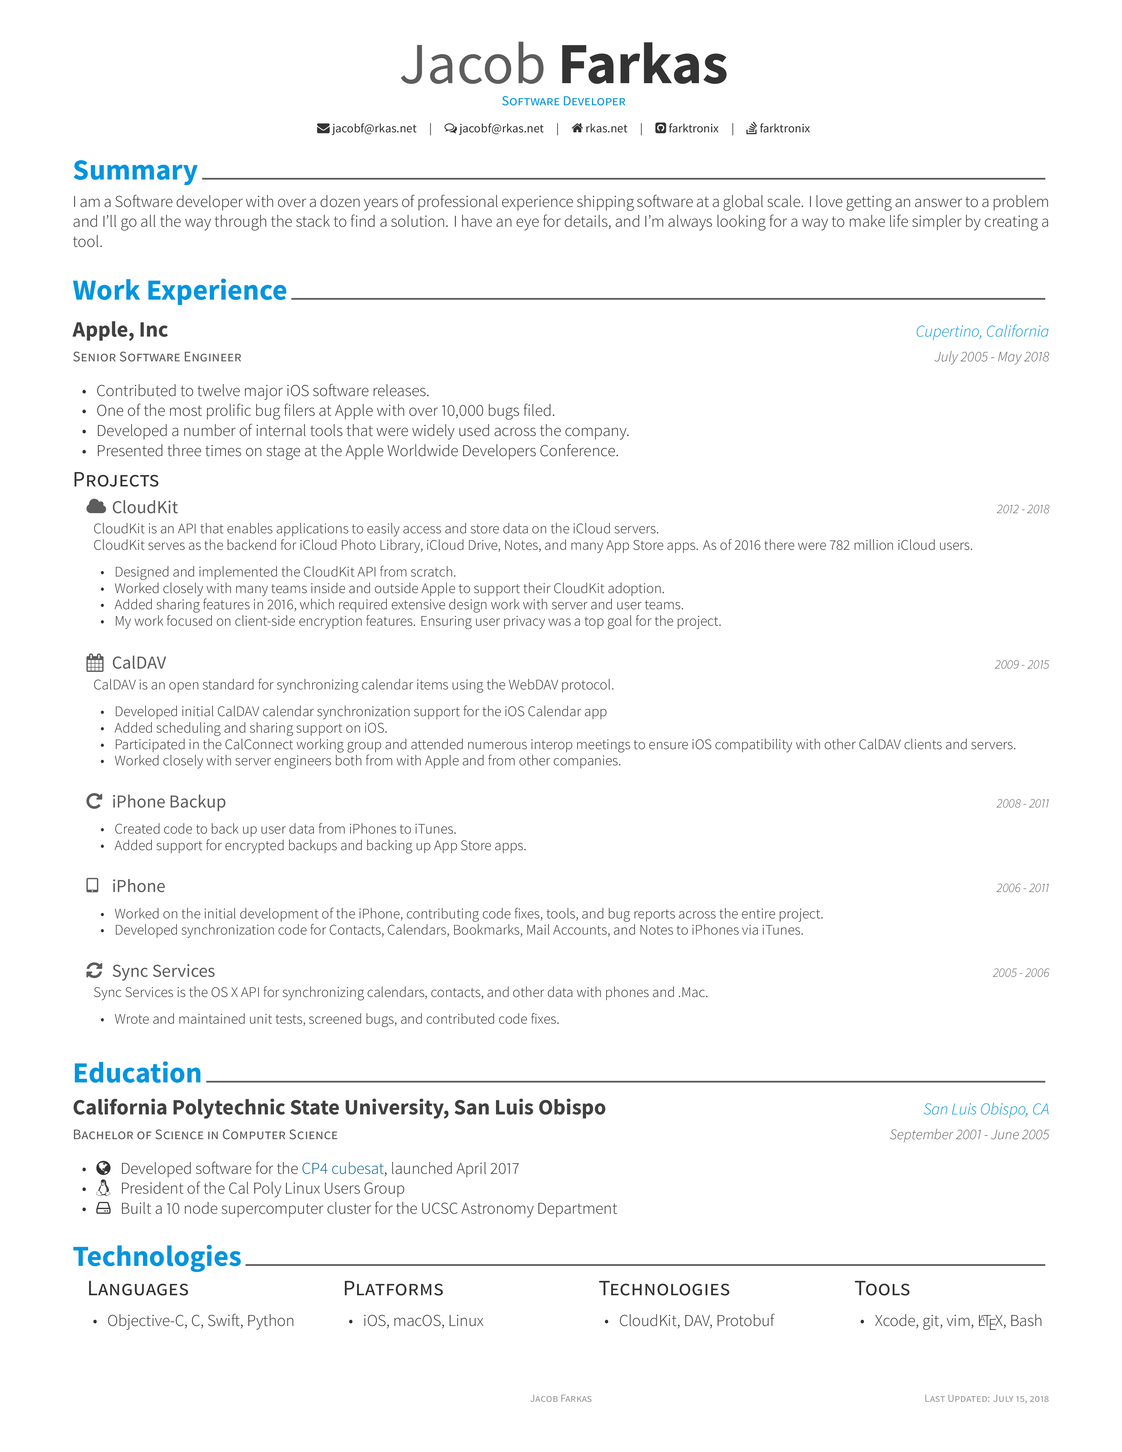 Jacob Farkas
Software Developer
jacobf@rkas.net | jacobf@rkas.net | rkas.net | farktronix | farktronix
Summary
I am a Software developer with over a dozen years of professional experience shipping software at a global scale. I love getting an answer to a problem
and I'll go all the way through the stack to find a solution. I have an eye for details, and I'm always looking for a way to make life simpler by creating a
tool.
Work Experience
Apple, Inc Cupertino, California
Senior Software Engineer July 2005 - May 2018
• Contributed to twelve major iOS software releases.
• One of the most prolific bug filers at Apple with over 10,000 bugs filed.
• Developed a number of internal tools that were widely used across the company.
• Presented three times on stage at the Apple Worldwide Developers Conference.
Projects
CloudKit 2012 - 2018
CloudKit is an API that enables applications to easily access and store data on the iCloud servers.
CloudKit serves as the backend for iCloud Photo Library, iCloud Drive, Notes, and many App Store apps. As of 2016 there were 782 million iCloud users.
• Designed and implemented the CloudKit API from scratch.
• Worked closely with many teams inside and outside Apple to support their CloudKit adoption.
• Added sharing features in 2016, which required extensive design work with server and user teams.
• My work focused on client-side encryption features. Ensuring user privacy was a top goal for the project.
CalDAV 2009 - 2015
CalDAV is an open standard for synchronizing calendar items using the WebDAV protocol.
• Developed initial CalDAV calendar synchronization support for the iOS Calendar app
• Added scheduling and sharing support on iOS.
• Participated in the CalConnect working group and attended numerous interop meetings to ensure iOS compatibility with other CalDAV clients and servers.
• Worked closely with server engineers both from with Apple and from other companies.
iPhone Backup 2008 - 2011
• Created code to back up user data from iPhones to iTunes.
• Added support for encrypted backups and backing up App Store apps.
iPhone 2006 - 2011
• Worked on the initial development of the iPhone, contributing code fixes, tools, and bug reports across the entire project.
• Developed synchronization code for Contacts, Calendars, Bookmarks, Mail Accounts, and Notes to iPhones via iTunes.
Sync Services 2005 - 2006
Sync Services is the OS X API for synchronizing calendars, contacts, and other data with phones and .Mac.
• Wrote and maintained unit tests, screened bugs, and contributed code fixes.
Education
California Polytechnic State University, San Luis Obispo San Luis Obispo, CA
Bachelor of Science in Computer Science September 2001 - June 2005
• Developed software for the CP4 cubesat, launched April 2017
• President of the Cal Poly Linux Users Group
• Built a 10 node supercomputer cluster for the UCSC Astronomy Department
Technologies
Languages Platforms Technologies Tools
• Objective-C, C, Swift, Python • iOS, macOS, Linux • CloudKit, DAV, Protobuf • Xcode, git, vim, LATEX, Bash
Jacob Farkas Last Updated: July 15, 2018